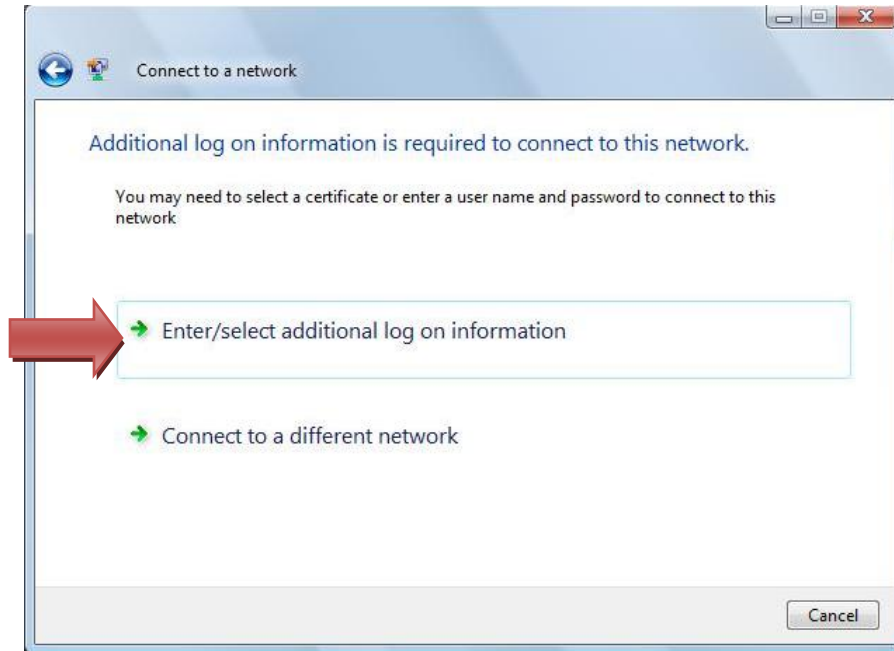 Connect to a network
Additional log on information is required to connect to this network.
You may need to select a certificate or enter a user name and password to connect to this
network
Enter/select additional log on information
Connect to a different network
Cancel